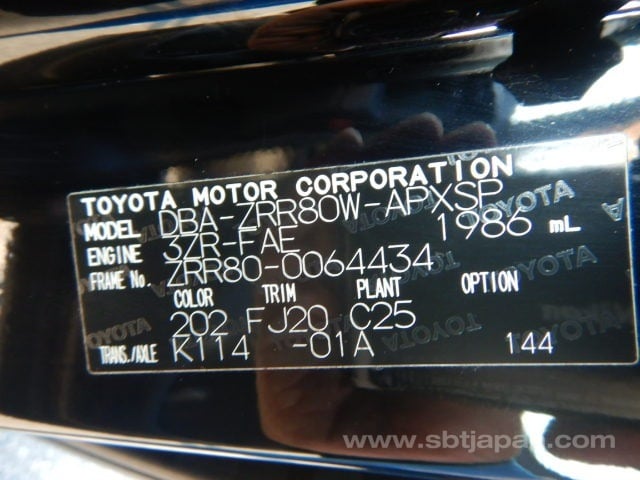 TOYOTA MOTOR CORPORATION
MODEL DBA-ZRR80W-APXSP
ENGINE 3ZR-FAE 1986 mL
FRAME No. ZRR80-0064434
COLOR TRIM PLANT OPTION
202 FJ20 C25
TRANS./AXLE K114 -01A 144
www.sbtjapan.com